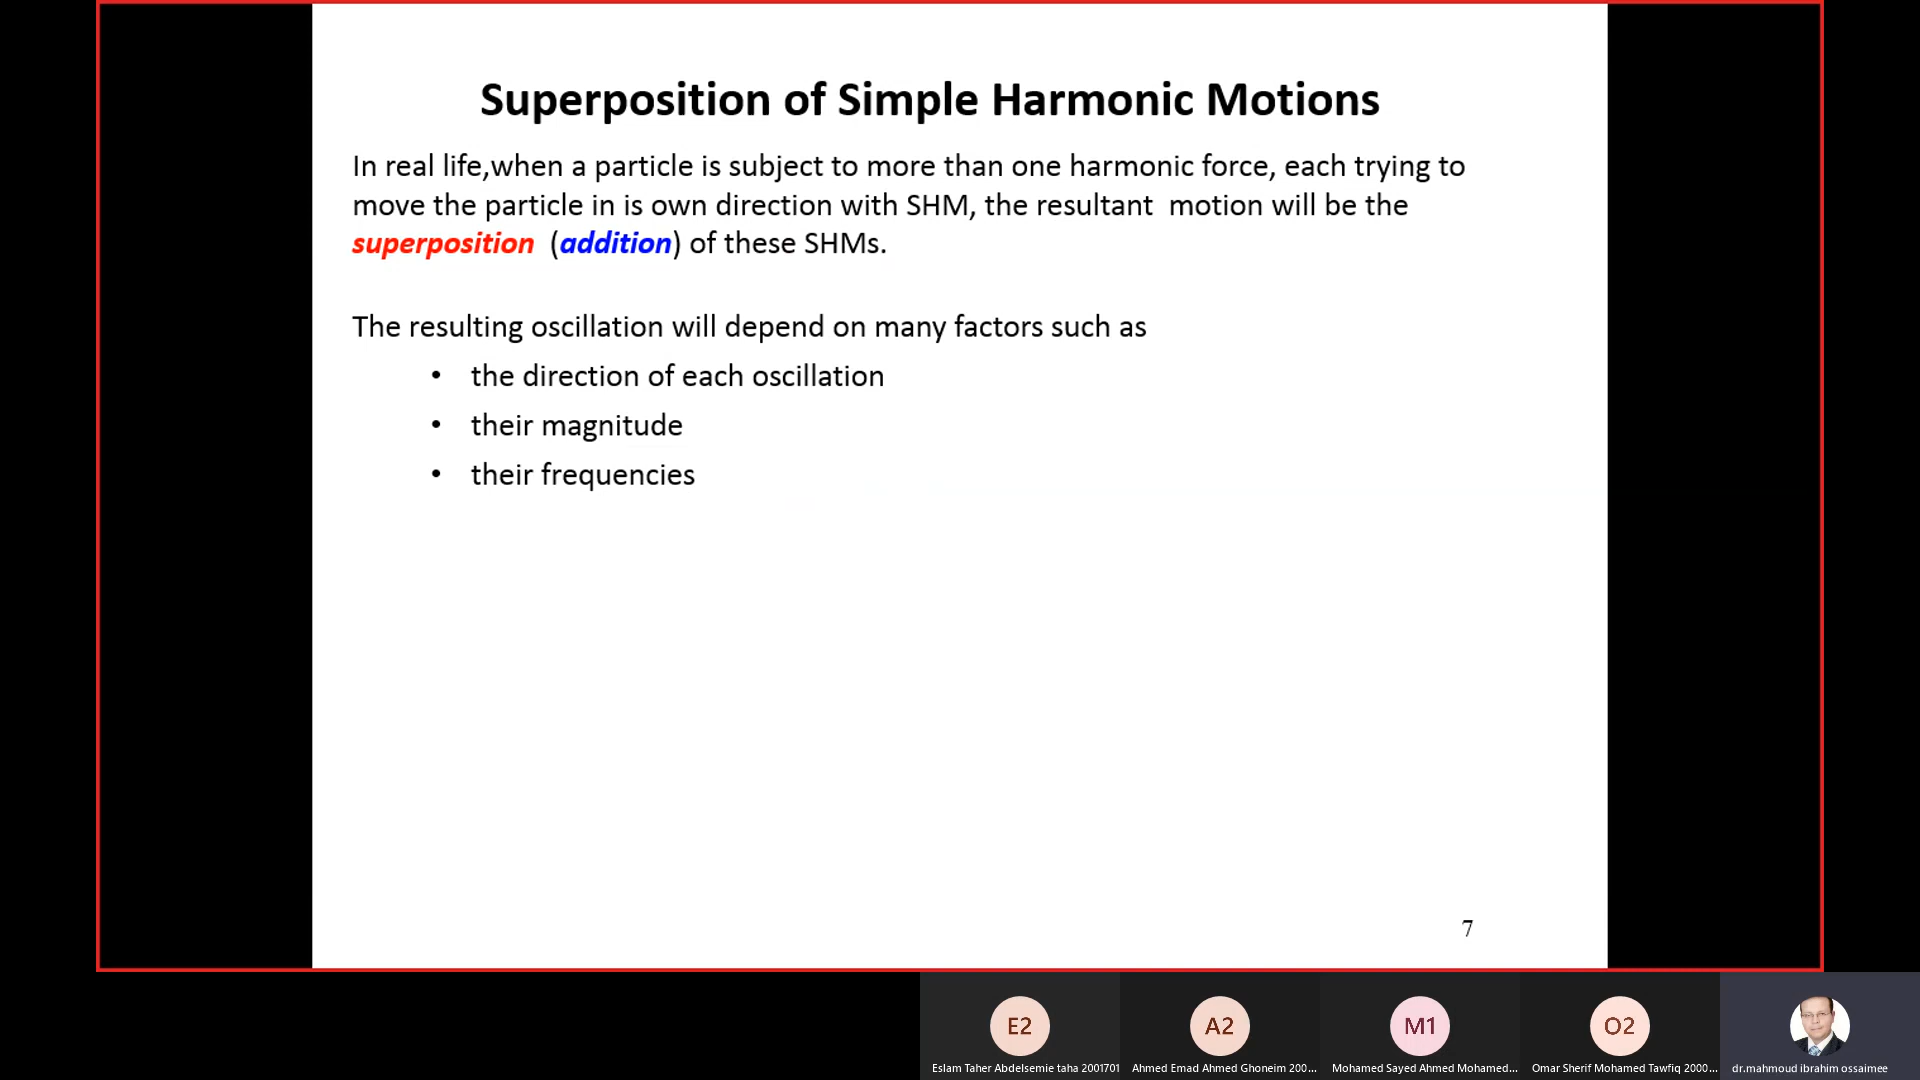 Superposition of Simple Harmonic Motions
In real life,when a particle is subject to more than one harmonic force, each trying to
move the particle in is own direction with SHM, the resultant motion will be the
superposition (addition) of these SHMs.
The resulting oscillation will depend on many factors such as
• the direction of each oscillation
• their magnitude
• their frequencies
7
E2
A2
M1
O2
Eslam Taher Abdelsemie taha 2001701
Ahmed Emad Ahmed Ghoneim 200...
Mohamed Sayed Ahmed Mohamed...
Omar Sherif Mohamed Tawfiq 2000...
dr.mahmoud ibrahim ossaimee